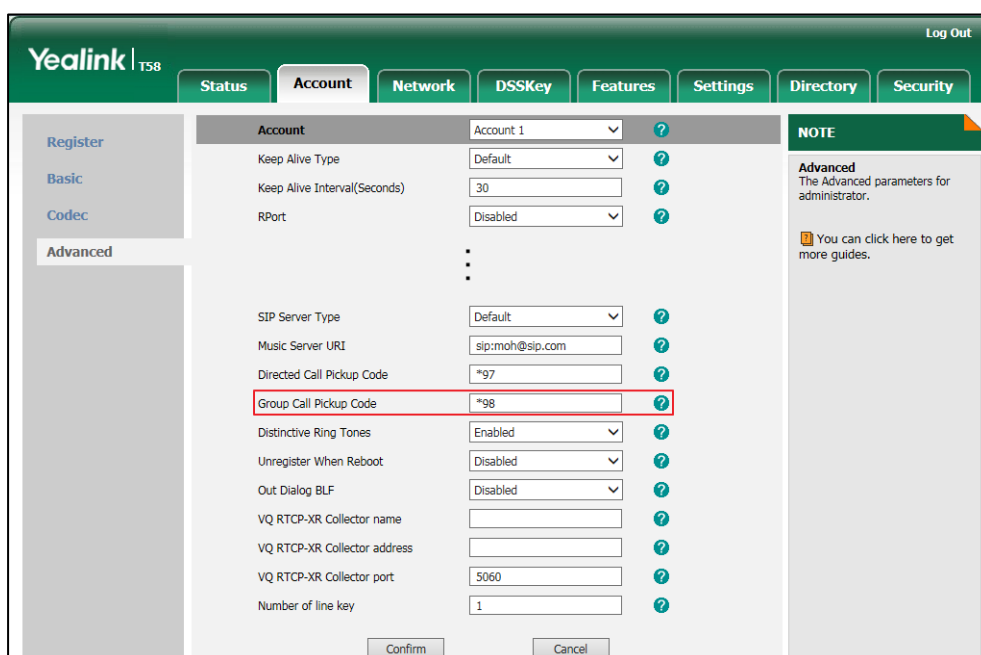 Log Out
Yealink | T58
Status Account Network DSSKey Features Settings Directory Security
Register
Basic
Codec
Advanced
Account Account 1 ?
Keep Alive Type Default ?
Keep Alive Interval(Seconds) 30 ?
RPort Disabled ?
SIP Server Type Default ?
Music Server URI sip:moh@sip.com ?
Directed Call Pickup Code *97 ?
Group Call Pickup Code *98 ?
Distinctive Ring Tones Enabled ?
Unregister When Reboot Disabled ?
Out Dialog BLF Disabled ?
VQ RTCP-XR Collector name ?
VQ RTCP-XR Collector address ?
VQ RTCP-XR Collector port 5060 ?
Number of line key 1 ?
Confirm Cancel
NOTE
Advanced
The Advanced parameters for
administrator.
? You can click here to get
more guides.